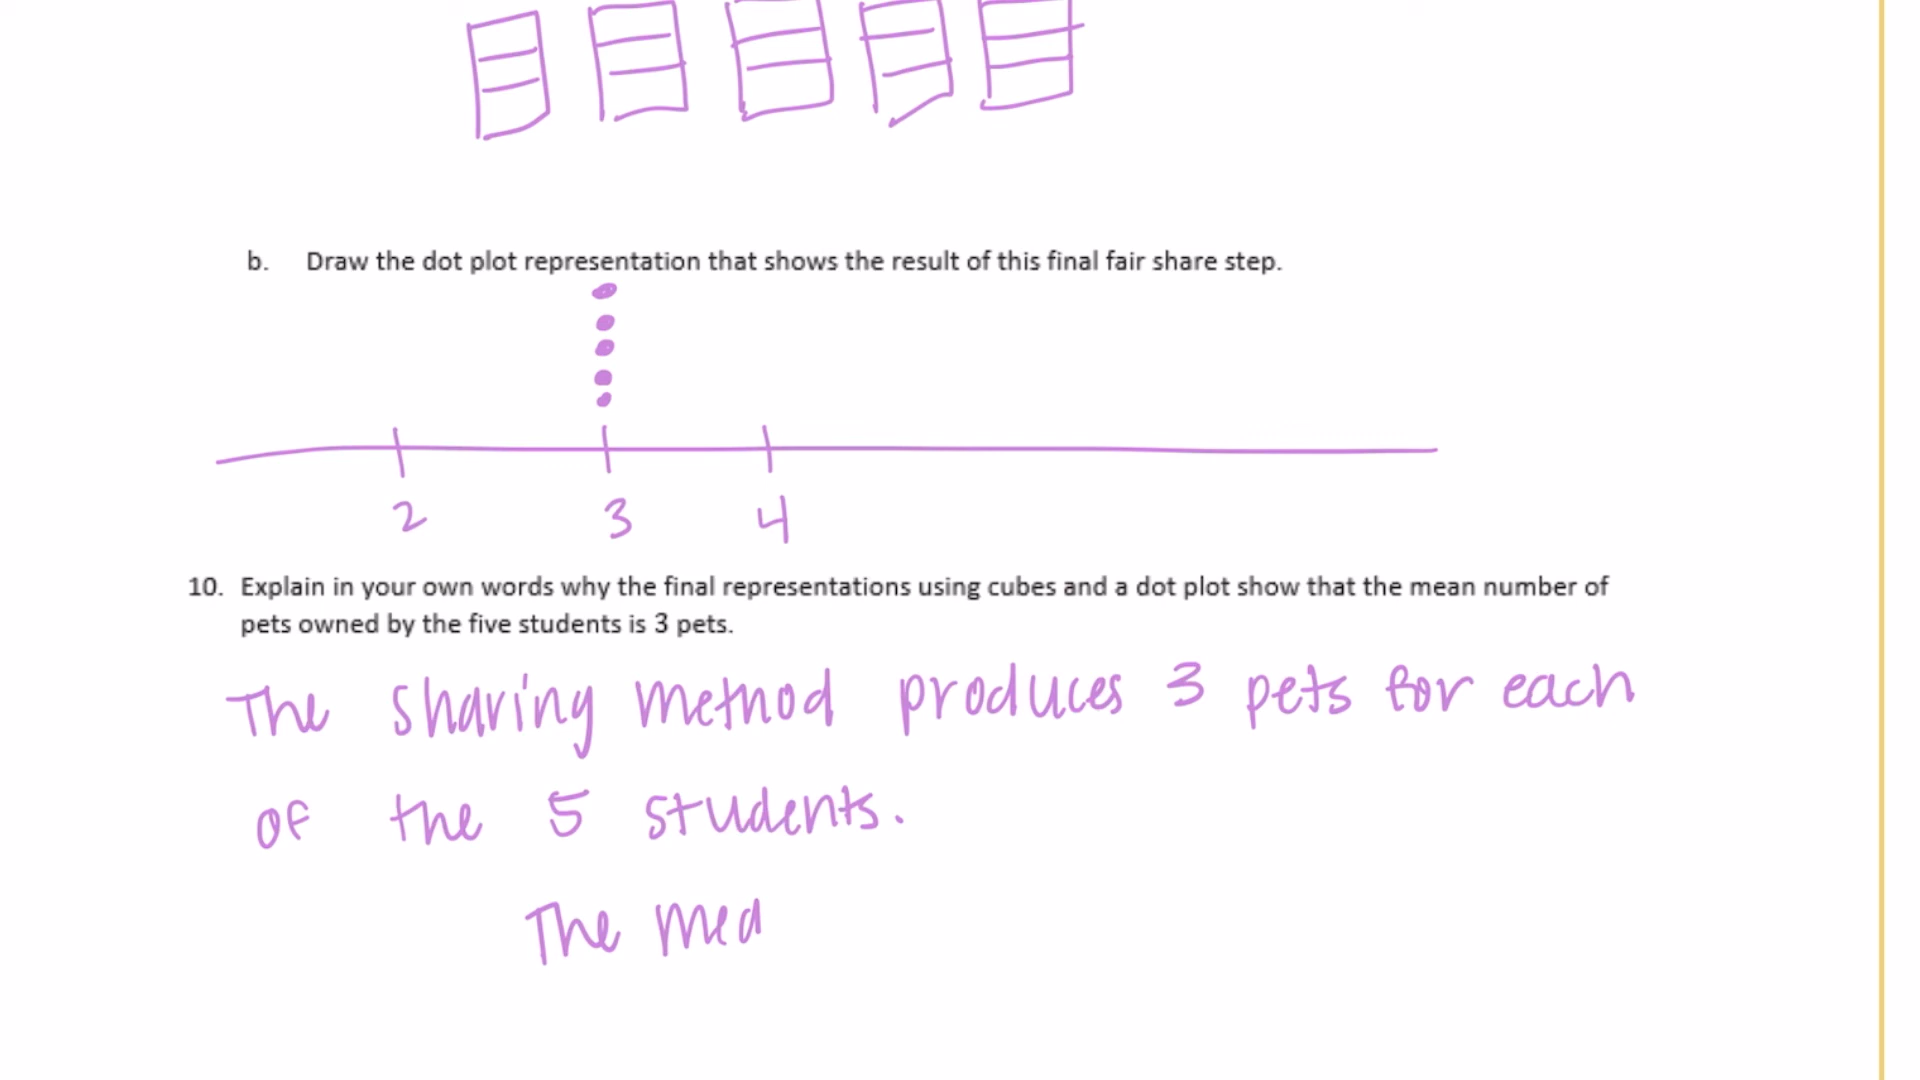 b. Draw the dot plot representation that shows the result of this final fair share step.
2 3 4
10. Explain in your own words why the final representations using cubes and a dot plot show that the mean number of
pets owned by the five students is 3 pets.
The sharing method produces 3 pets for each
of the 5 students.
The mea